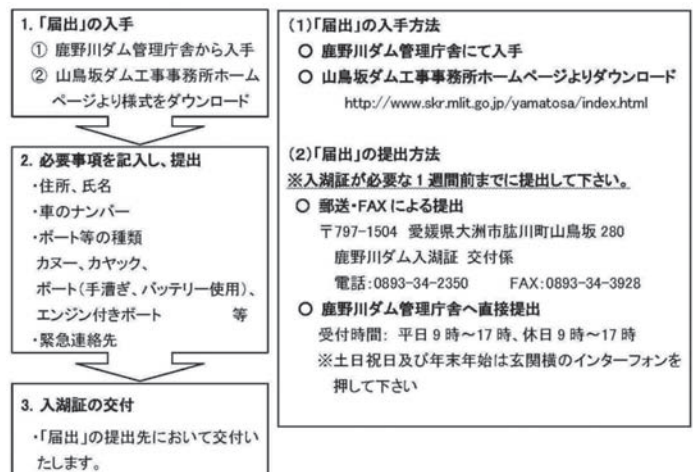 1. 「届出」の入手
① 鹿野川ダム管理庁舎から入手
② 山鳥坂ダム工事事務所ホーム
ページより様式をダウンロード
2. 必要事項を記入し、提出
・住所、氏名
・車のナンバー
・ボート等の種類
カヌー、カヤック、
ボート(手漕ぎ、バッテリー使用)、
エンジン付きボート 等
・緊急連絡先
3. 入湖証の交付
・「届出」の提出先において交付い
たします。
(1)「届出」の入手方法
○ 鹿野川ダム管理庁舎にて入手
○ 山鳥坂ダム工事事務所ホームページよりダウンロード
http://www.skr.mlit.go.jp/yamatosa/index.html
(2)「届出」の提出方法
※入湖証が必要な1週間前までに提出して下さい。
○ 郵送・FAXによる提出
〒797-1504 愛媛県大洲市肱川町山鳥坂 280
鹿野川ダム入湖証 交付係
電話:0893-34-2350 FAX:0893-34-3928
○ 鹿野川ダム管理庁舎へ直接提出
受付時間: 平日9時~17時、休日9時~17時
※土日祝日及び年末年始は玄関横のインターフォンを
押して下さい